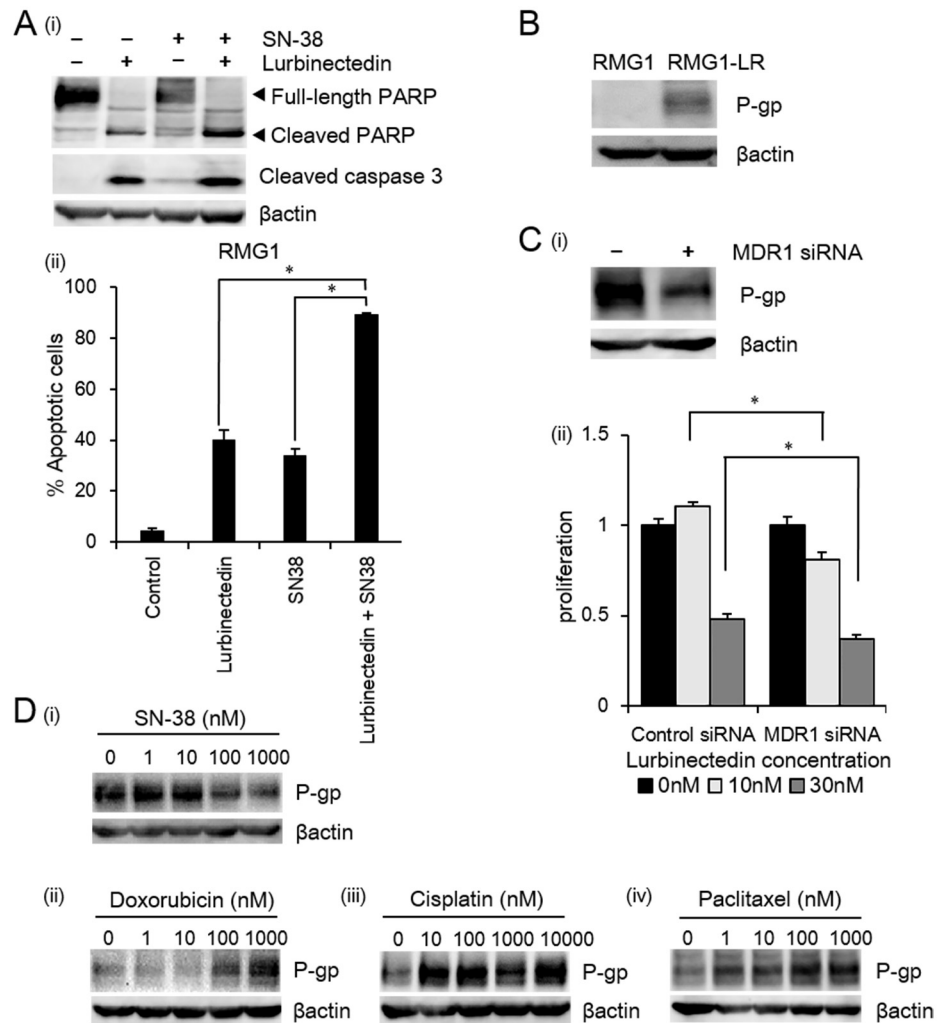 A (i)
– – + + SN-38
– + – + Lurbinectedin
◄ Full-length PARP
◄ Cleaved PARP
Cleaved caspase 3
βactin
(ii) RMG1
* 
*
% Apoptotic cells
100
80
60
40
20
0
Control
Lurbinectedin
SN38
Lurbinectedin + SN38
B
RMG1 RMG1-LR
P-gp
βactin
C (i)
– + MDR1 siRNA
P-gp
βactin
(ii)
*
*
proliferation
1.5
1
0.5
0
Control siRNA MDR1 siRNA
Lurbinectedin concentration
0nM 10nM 30nM
D (i)
SN-38 (nM)
0 1 10 100 1000
P-gp
βactin
(ii) Doxorubicin (nM)
0 1 10 100 1000
P-gp
βactin
(iii) Cisplatin (nM)
0 10 100 1000 10000
P-gp
βactin
(iv) Paclitaxel (nM)
0 1 10 100 1000
P-gp
βactin